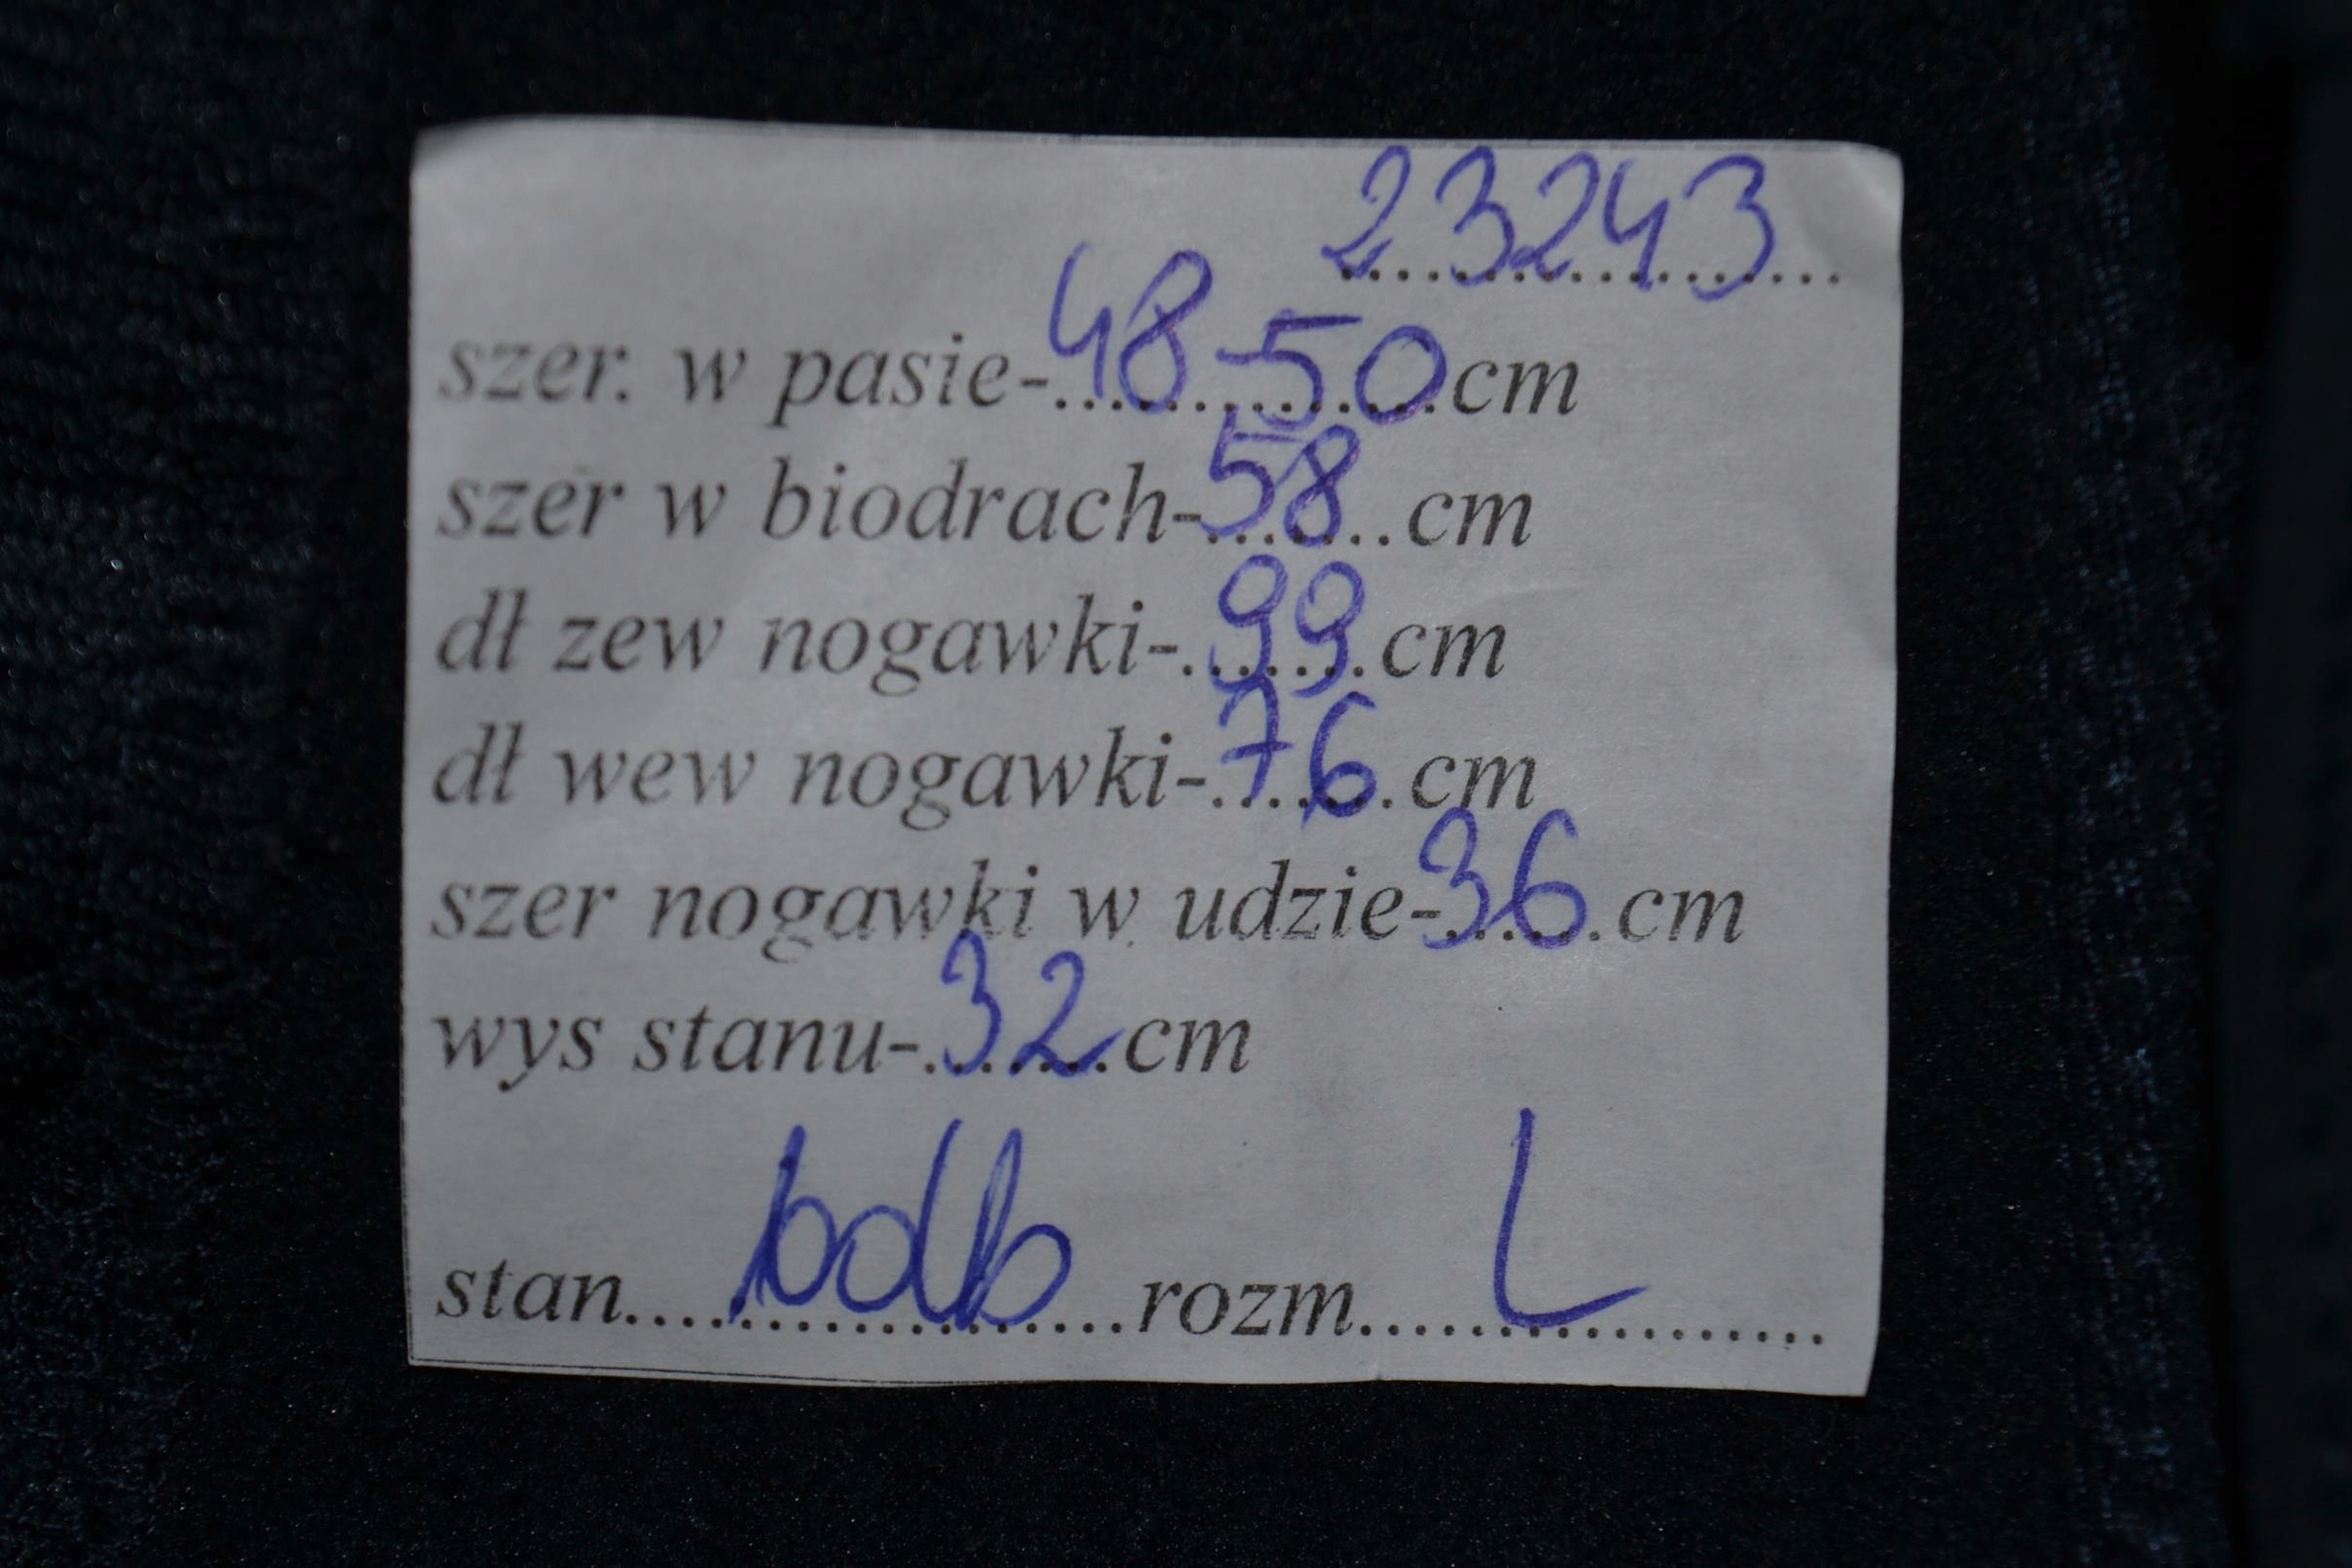 23243
szer. w pasie-48-50cm
szer w biodrach-58cm
dł zew nogawki-99cm
dł wew nogawki-76cm
szer nogawki w udzie-36cm
wys stanu-32cm
stan....bdb....rozm....L....